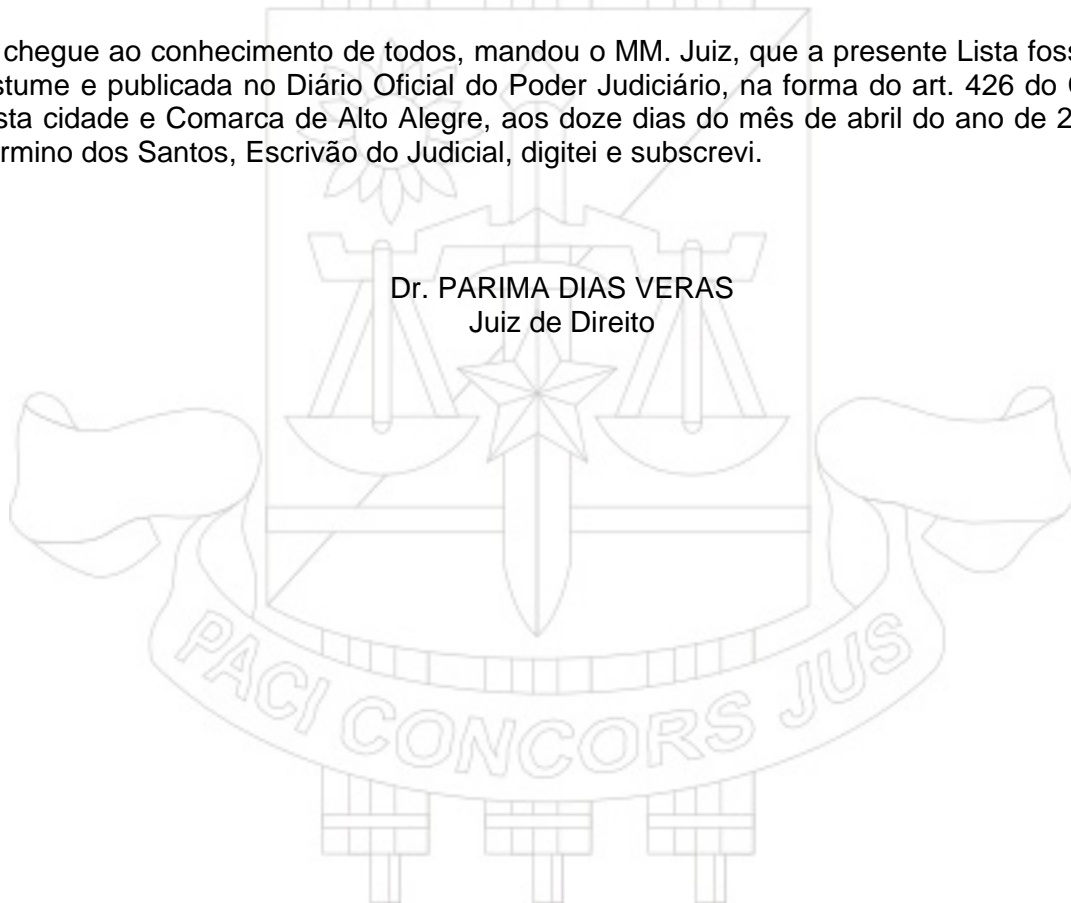 chegue ao conhecimento de todos, mandou o MM. Juiz, que a presente Lista foss
stume e publicada no Diário Oficial do Poder Judiciário, na forma do art. 426 do
sta cidade e Comarca de Alto Alegre, aos doze dias do mês de abril do ano de 2
rmino dos Santos, Escrivão do Judicial, digitei e subscrevi.
Dr. PARIMA DIAS VERAS
Juiz de Direito
PACI CONCORS JUS